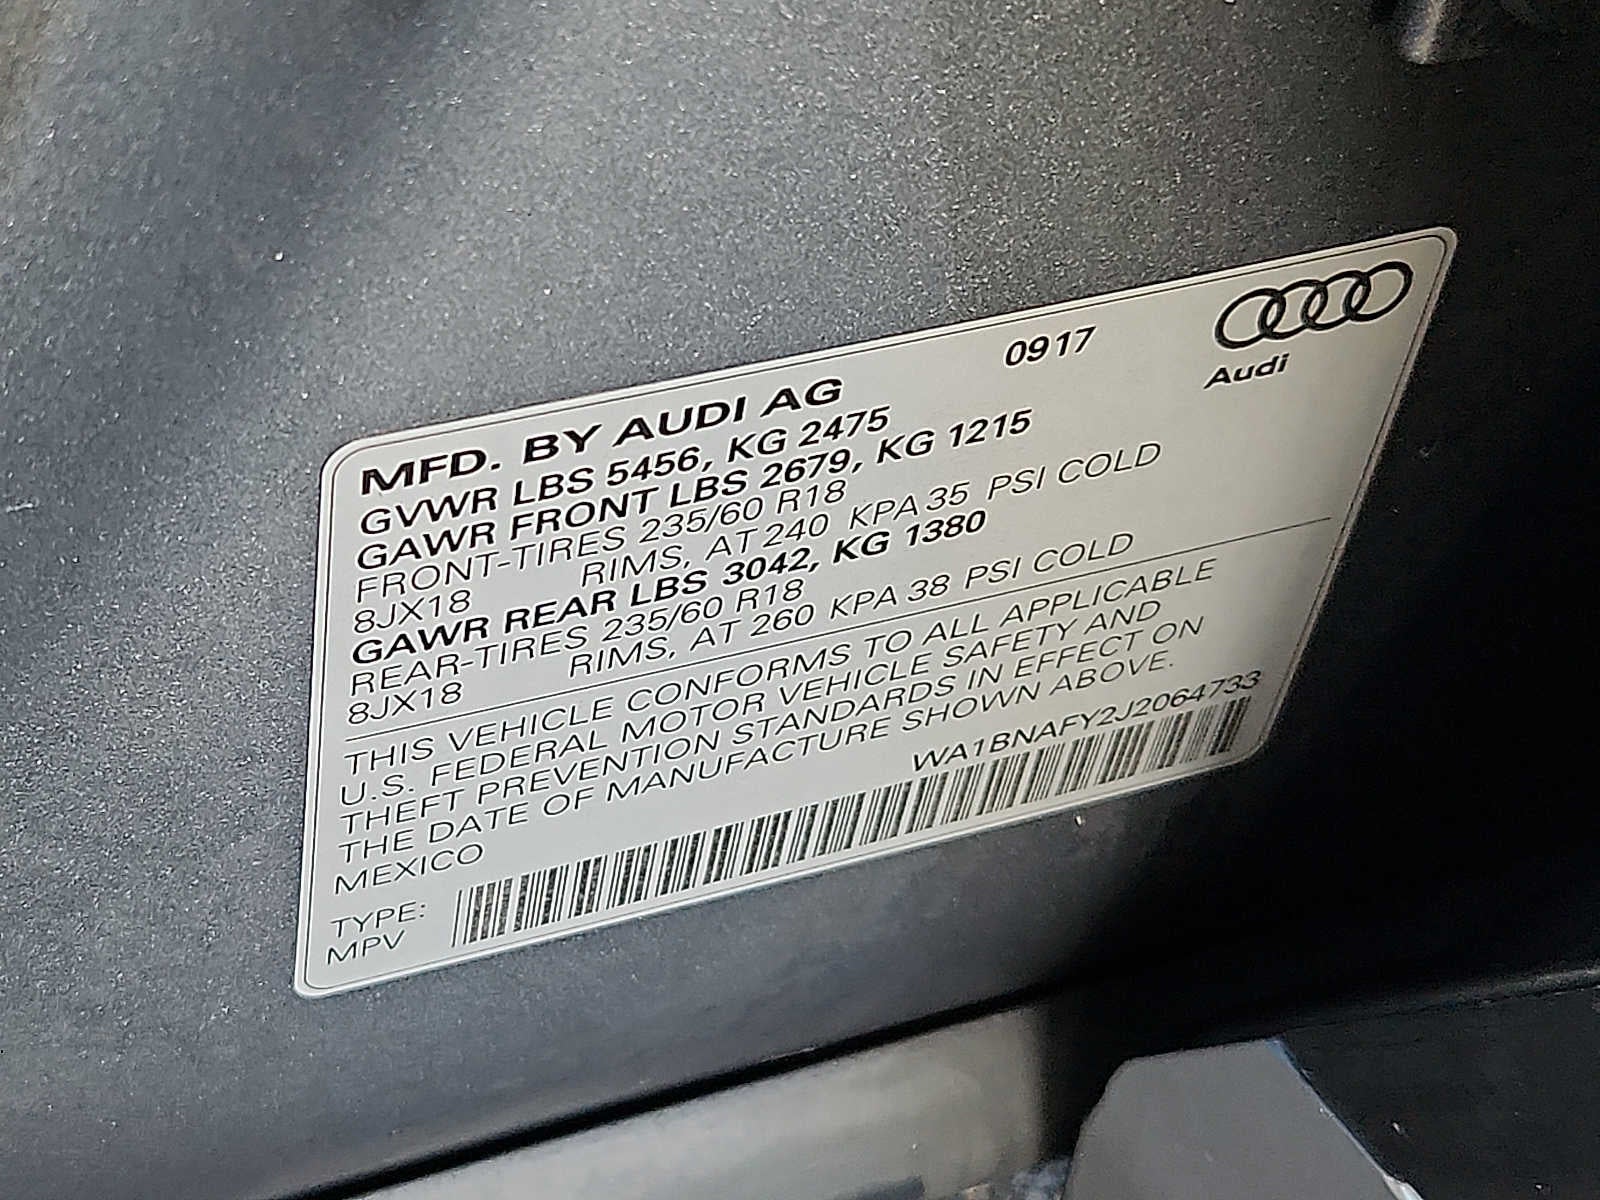 0917
Audi
MFD. BY AUDI AG
GVWR LBS 5456, KG 2475
GAWR FRONT LBS 2679, KG 1215
FRONT-TIRES 235/60 R18
8JX18 RIMS, AT 240 KPA 35 PSI COLD
GAWR REAR LBS 3042, KG 1380
REAR-TIRES 235/60 R18
8JX18 RIMS, AT 260 KPA 38 PSI COLD
THIS VEHICLE CONFORMS TO ALL APPLICABLE
U.S. FEDERAL MOTOR VEHICLE SAFETY AND
THEFT PREVENTION STANDARDS IN EFFECT ON
THE DATE OF MANUFACTURE SHOWN ABOVE.
MEXICO
WA1BNAFY2J2064733
TYPE:
MPV